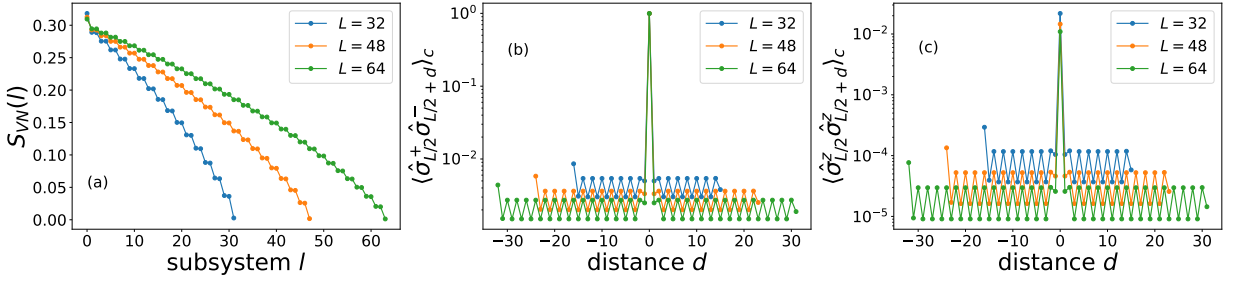 S_{VN}(l)
0.30
0.25
0.20
0.15
0.10
0.05
0.00
(a)
L = 32
L = 48
L = 64
0 10 20 30 40 50 60
subsystem l
⟨σ̂⁺_{L/2} σ̂⁻_{L/2+d}⟩_c
10⁰
10⁻¹
10⁻²
(b)
L = 32
L = 48
L = 64
−30 −20 −10 0 10 20 30
distance d
⟨σ̂ᶻ_{L/2} σ̂ᶻ_{L/2+d}⟩_c
10⁻²
10⁻³
10⁻⁴
10⁻⁵
(c)
L = 32
L = 48
L = 64
−30 −20 −10 0 10 20 30
distance d